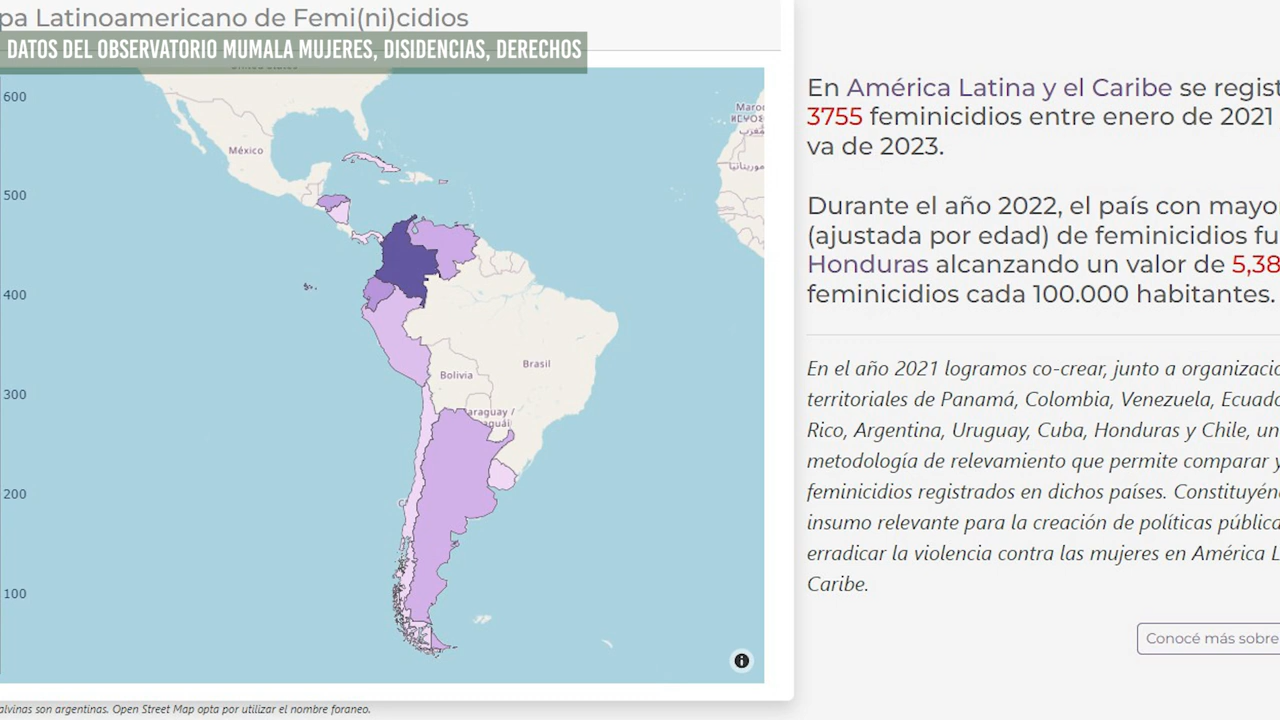 pa Latinoamericano de Femi(ni)cidios
DATOS DEL OBSERVATORIO MUMALA MUJERES, DISIDENCIAS, DERECHOS
600
500
400
300
200
100
México
Brasil
Bolivia
araguay /
aguái
Maroc
موريتانيا
En América Latina y el Caribe se regist
3755 feminicidios entre enero de 2021
va de 2023.
Durante el año 2022, el país con mayo
(ajustada por edad) de feminicidios fu
Honduras alcanzando un valor de 5,38
feminicidios cada 100.000 habitantes.
En el año 2021 logramos co-crear, junto a organizacio
territoriales de Panamá, Colombia, Venezuela, Ecuado
Rico, Argentina, Uruguay, Cuba, Honduras y Chile, un
metodología de relevamiento que permite comparar y
feminicidios registrados en dichos países. Constituyén
insumo relevante para la creación de políticas pública
erradicar la violencia contra las mujeres en América L
Caribe.
Conocé más sobre
alvinas son argentinas. Open Street Map opta por utilizar el nombre foraneo.